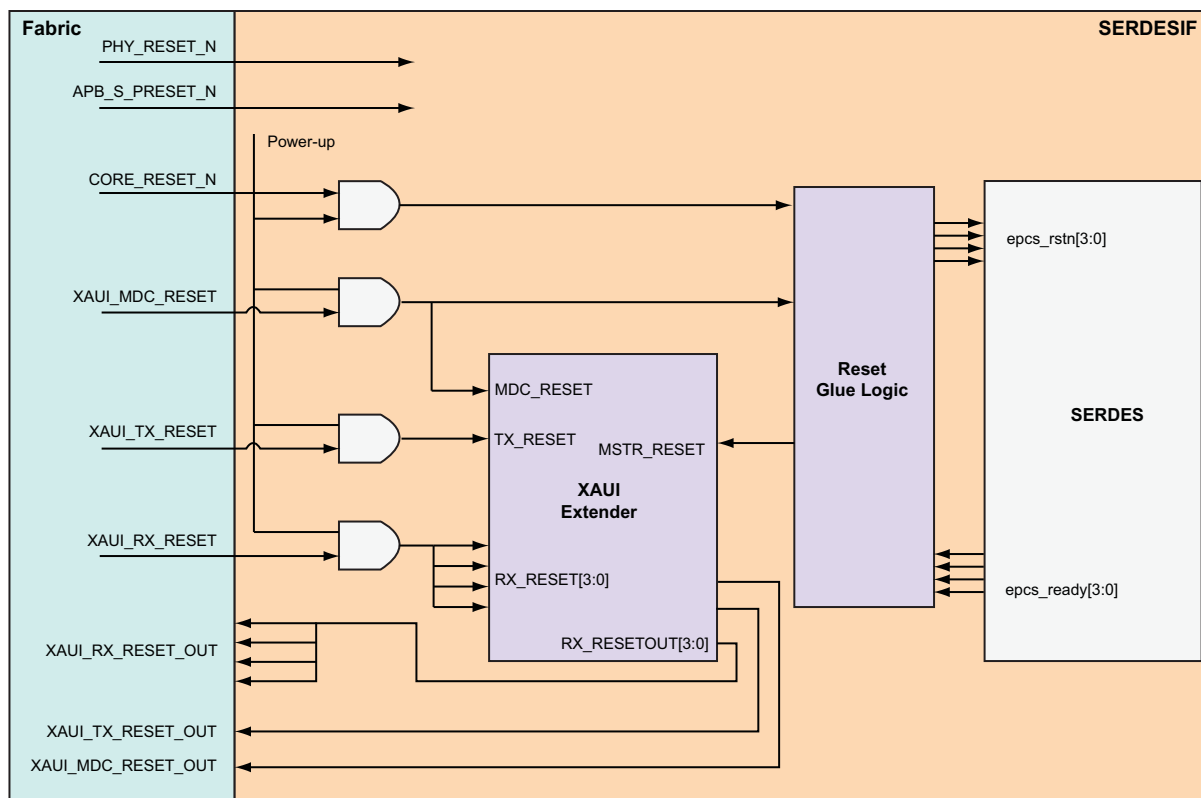 Fabric
SERDESIF
PHY_RESET_N
APB_S_PRESET_N
Power-up
CORE_RESET_N
epcs_rstn[3:0]
XAUI_MDC_RESET
Reset
Glue Logic
MDC_RESET
SERDES
XAUI_TX_RESET
TX_RESET
MSTR_RESET
XAUI
Extender
XAUI_RX_RESET
RX_RESET[3:0]
epcs_ready[3:0]
RX_RESETOUT[3:0]
XAUI_RX_RESET_OUT
XAUI_TX_RESET_OUT
XAUI_MDC_RESET_OUT